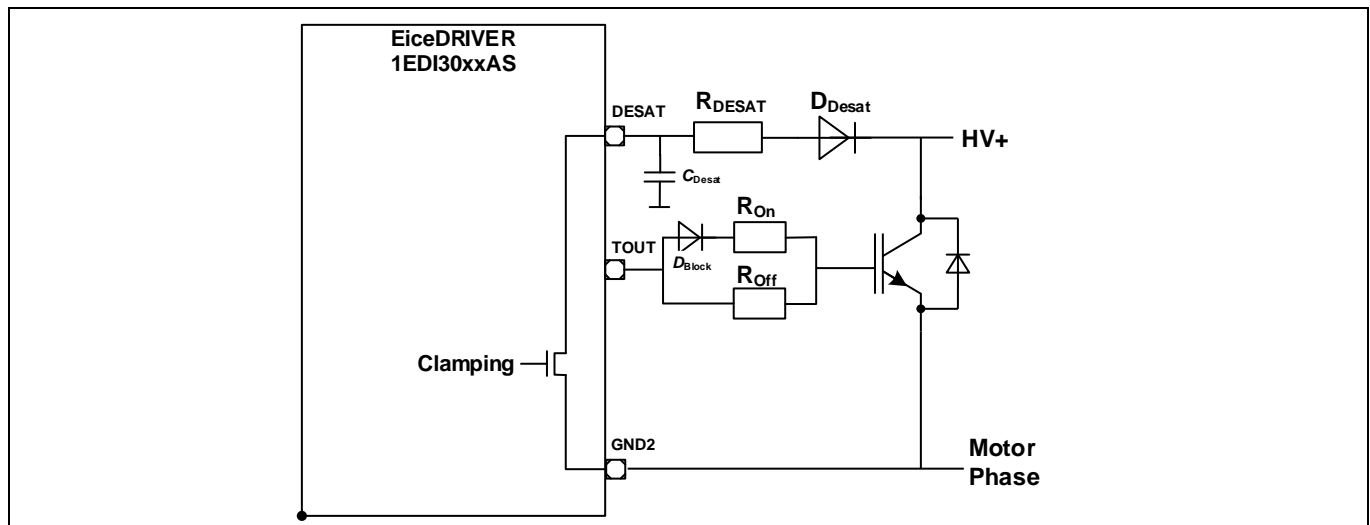 EiceDRIVER
1EDI30xxAS
DESAT
RDESAT
DDesat
HV+
CDesat
ROn
TOUT
DBlock
ROff
Clamping
GND2
Motor
Phase